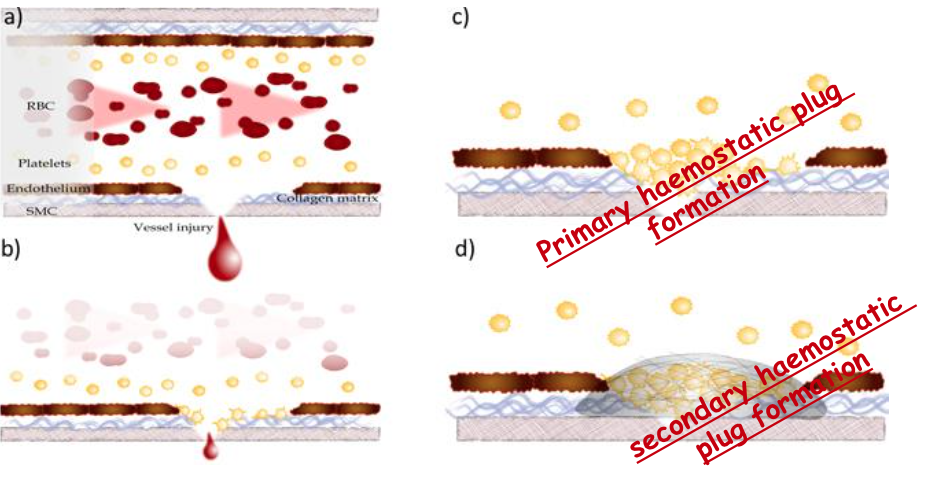 a)
RBC
Platelets
Endothelium
Collagen matrix
SMC
Vessel injury
b)
c)
Primary haemostatic plug
formation
d)
secondary haemostatic
plug formation